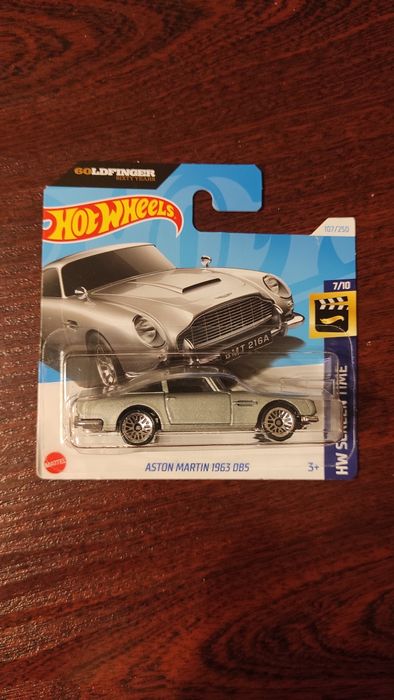 GOLDFINGER
SIXTY YEARS
HOT WHEELS
107/250
7/10
BMT 216A
HW SCREEN TIME
ASTON MARTIN 1963 DB5
3+
MATTEL